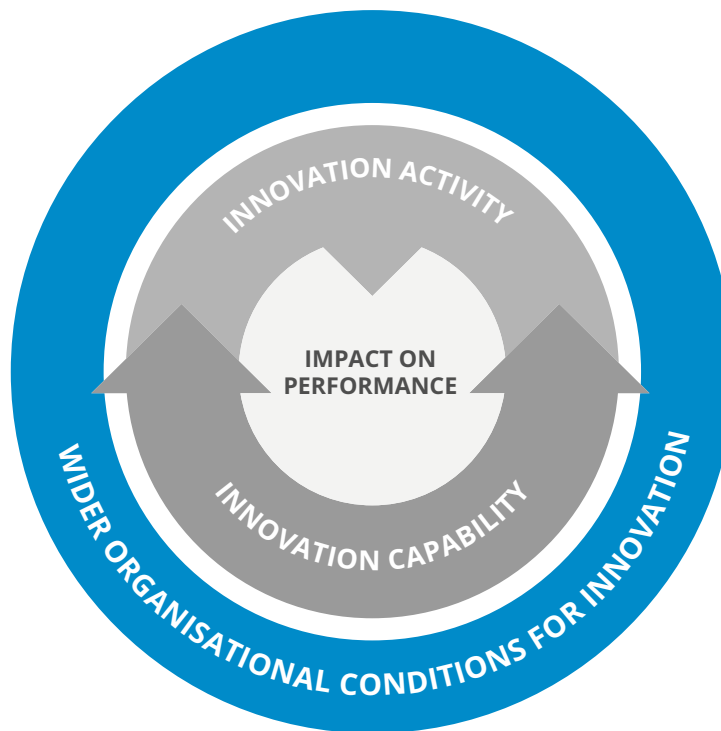 INNOVATION ACTIVITY
IMPACT ON
PERFORMANCE
INNOVATION CAPABILITY
WIDER ORGANISATIONAL CONDITIONS FOR INNOVATION